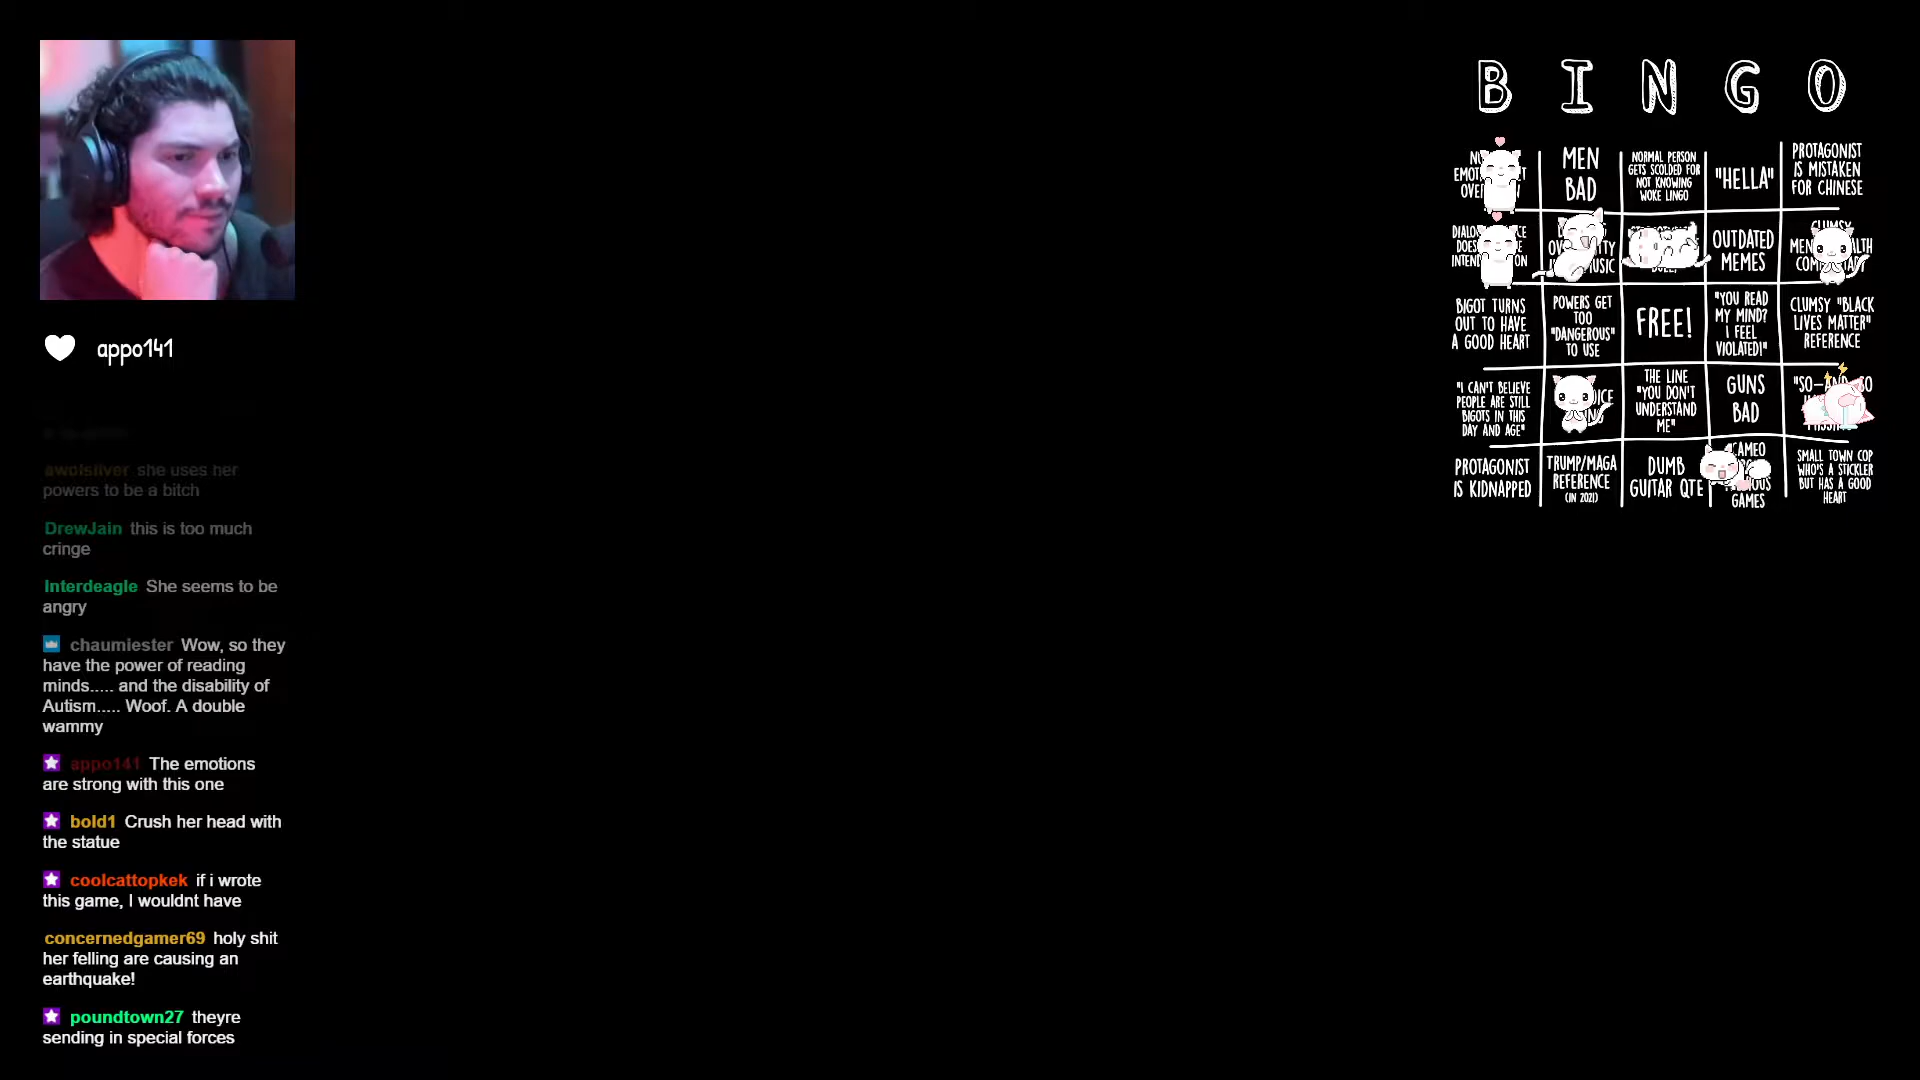 B I N G O
MEN
BAD
NORMAL PERSON
GETS SCOLDED FOR
NOT KNOWING
WOKE LINGO
"HELLA"
PROTAGONIST
IS MISTAKEN
FOR CHINESE
OUTDATED
MEMES
BIGOT TURNS
OUT TO HAVE
A GOOD HEART
POWERS GET
TOO
"DANGEROUS"
TO USE
FREE!
"YOU READ
MY MIND?
I FEEL
VIOLATED!"
CLUMSY "BLACK
LIVES MATTER"
REFERENCE
"I CAN'T BELIEVE
PEOPLE ARE STILL
BIGOTS IN THIS
DAY AND AGE"
THE LINE
"YOU DON'T
UNDERSTAND
ME"
GUNS
BAD
PROTAGONIST
IS KIDNAPPED
TRUMP/MAGA
REFERENCE
(IN 2021)
DUMB
GUITAR QTE
GAMES
SMALL TOWN COP
WHO'S A STICKLER
BUT HAS A GOOD
HEART
appo141
awolsilver she uses her
powers to be a bitch
DrewJain this is too much
cringe
Interdeagle She seems to be
angry
chaumiester Wow, so they
have the power of reading
minds..... and the disability of
Autism..... Woof. A double
wammy
appo141 The emotions
are strong with this one
bold1 Crush her head with
the statue
coolcattopkek if i wrote
this game, I wouldnt have
concernedgamer69 holy shit
her felling are causing an
earthquake!
poundtown27 theyre
sending in special forces